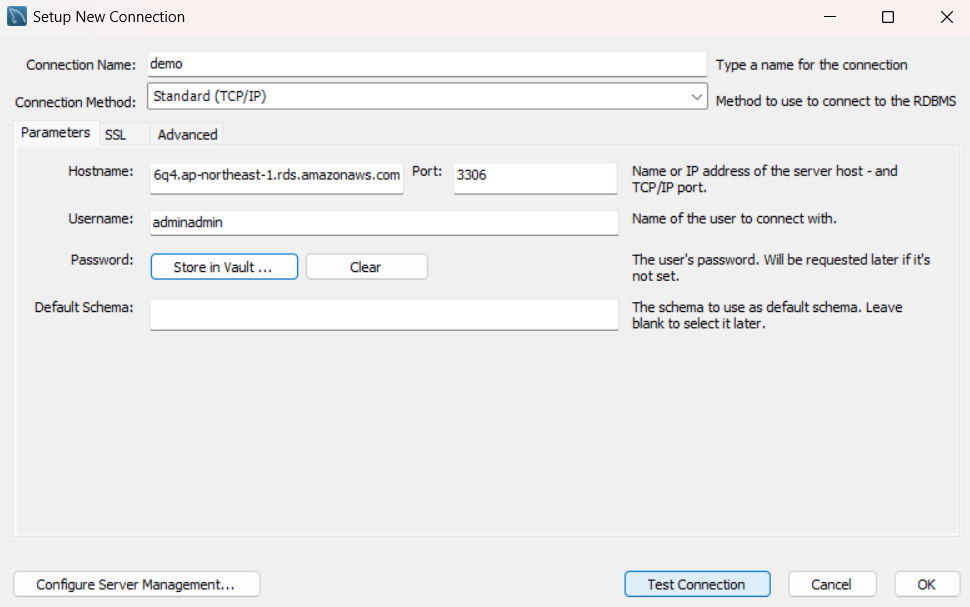 Setup New Connection
Connection Name: demo Type a name for the connection
Connection Method: Standard (TCP/IP) Method to use to connect to the RDBMS
Parameters SSL Advanced
Hostname: 6q4.ap-northeast-1.rds.amazonaws.com Port: 3306 Name or IP address of the server host - and
TCP/IP port.
Username: adminadmin Name of the user to connect with.
Password: Store in Vault ... Clear The user's password. Will be requested later if it's
not set.
Default Schema: The schema to use as default schema. Leave
blank to select it later.
Configure Server Management... Test Connection Cancel OK